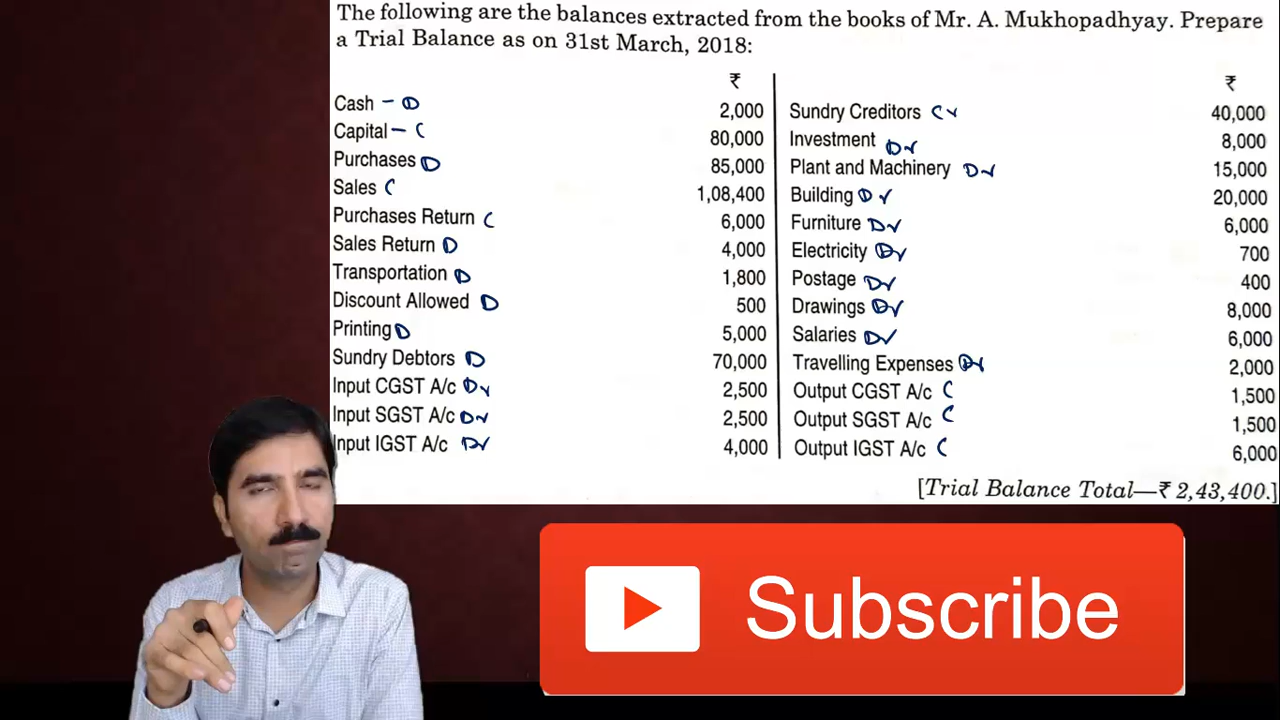 The following are the balances extracted from the books of Mr. A. Mukhopadhyay. Prepare
a Trial Balance as on 31st March, 2018:
₹ ₹
Cash – D 2,000 Sundry Creditors Cr 40,000
Capital – C 80,000 Investment Dr 8,000
Purchases D 85,000 Plant and Machinery Dr 15,000
Sales C 1,08,400 Building Dr 20,000
Purchases Return C 6,000 Furniture Dr 6,000
Sales Return D 4,000 Electricity Dr 700
Transportation D 1,800 Postage Dr 400
Discount Allowed D 500 Drawings Dr 8,000
Printing D 5,000 Salaries Dr 6,000
Sundry Debtors D 70,000 Travelling Expenses Dr 2,000
Input CGST A/c Dr 2,500 Output CGST A/c C 1,500
Input SGST A/c Dr 2,500 Output SGST A/c C 1,500
Input IGST A/c Dr 4,000 Output IGST A/c C 6,000
[Trial Balance Total—₹ 2,43,400.]
Subscribe